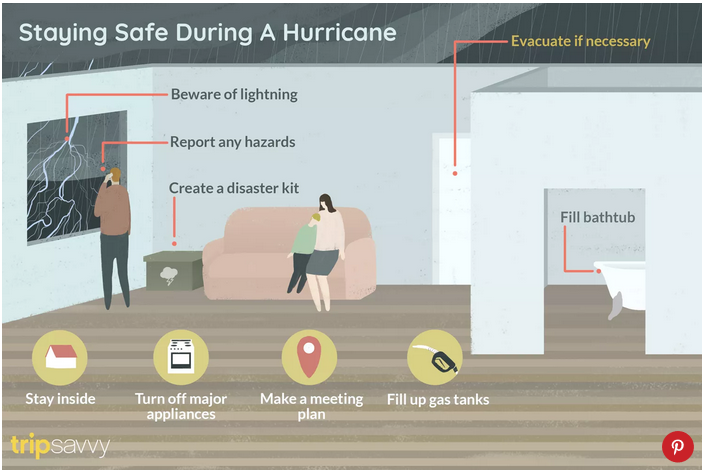 Staying Safe During A Hurricane
Evacuate if necessary
Beware of lightning
Report any hazards
Create a disaster kit
Fill bathtub
Stay inside
Turn off major
appliances
Make a meeting
plan
Fill up gas tanks
tripsavvy